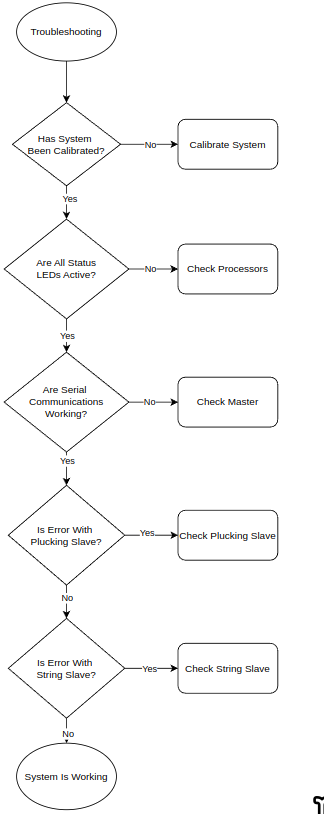 Troubleshooting
Has System
Been Calibrated?
No
Calibrate System
Yes
Are All Status
LEDs Active?
No
Check Processors
Yes
Are Serial
Communications
Working?
No
Check Master
Yes
Is Error With
Plucking Slave?
Yes
Check Plucking Slave
No
Is Error With
String Slave?
Yes
Check String Slave
No
System Is Working